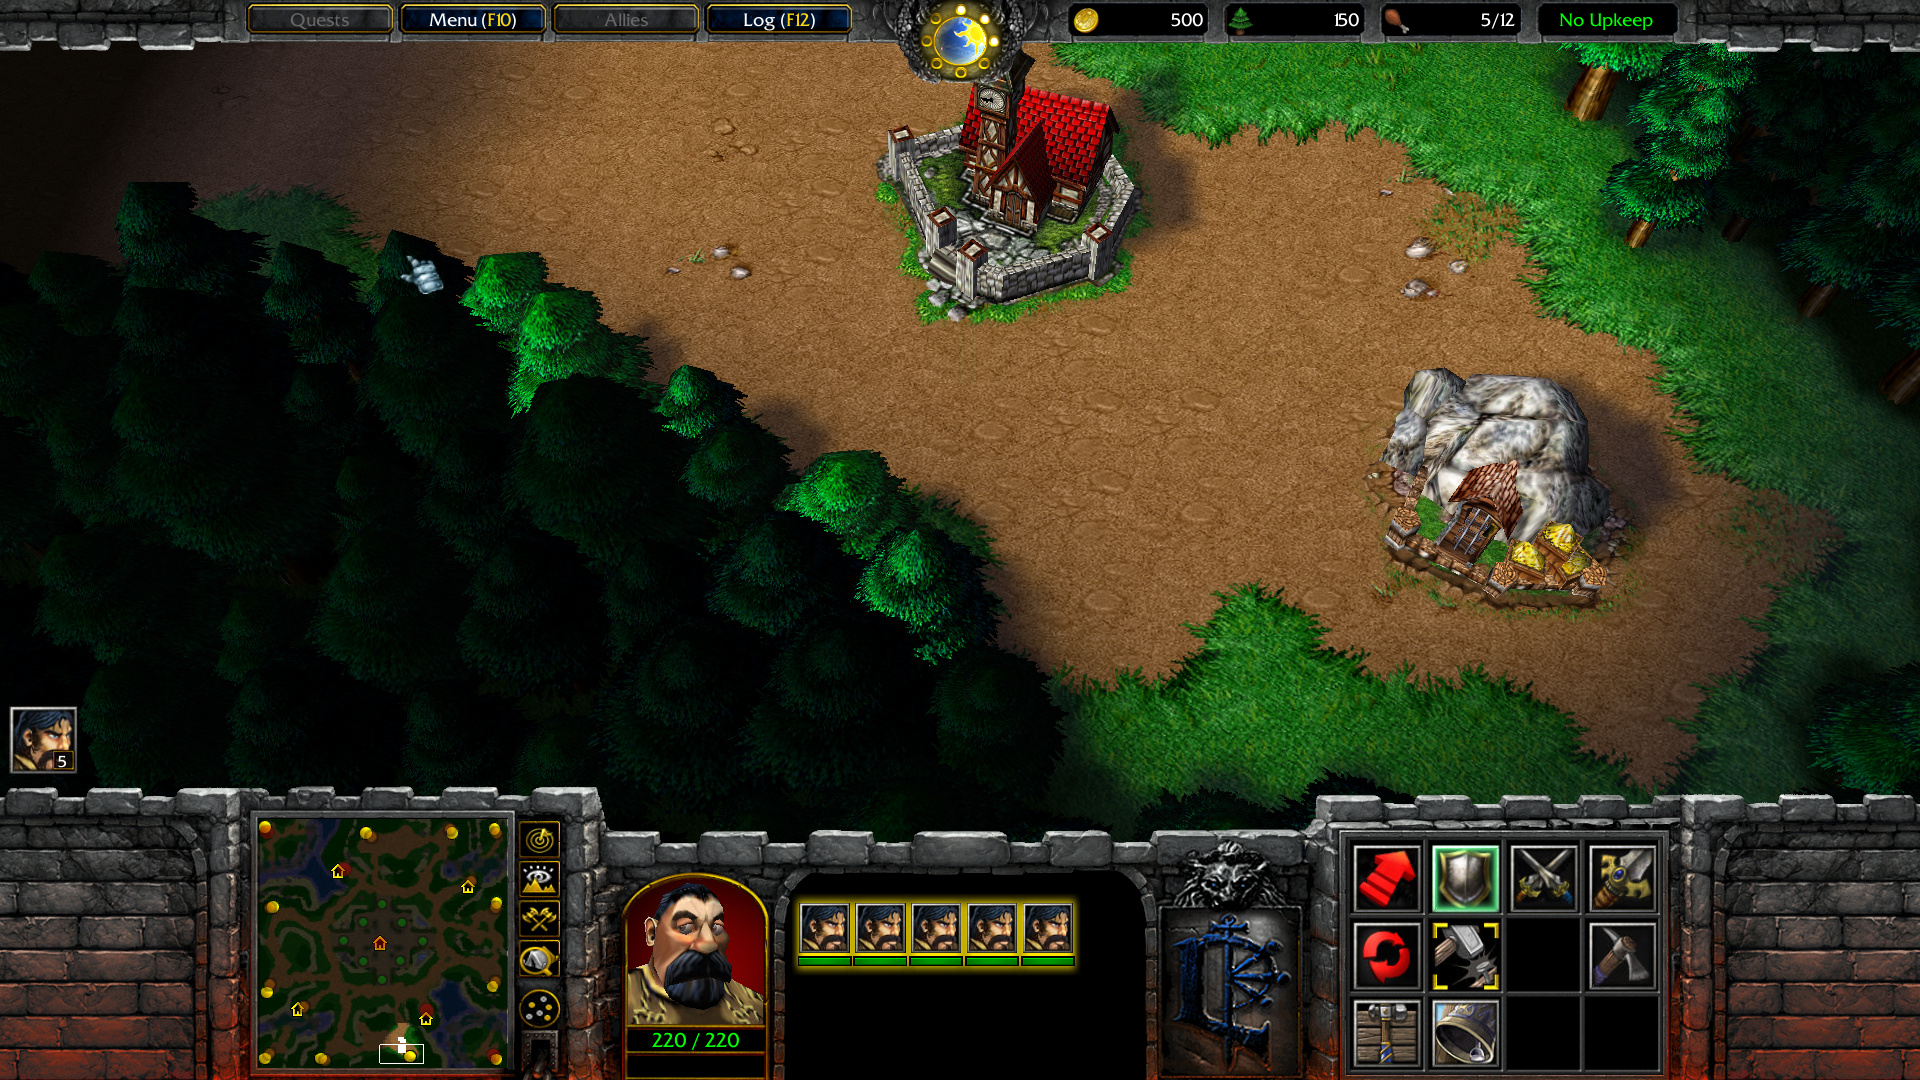 Quests
Menu (F10)
Allies
Log (F12)
500
150
5/12
No Upkeep
5
220 / 220